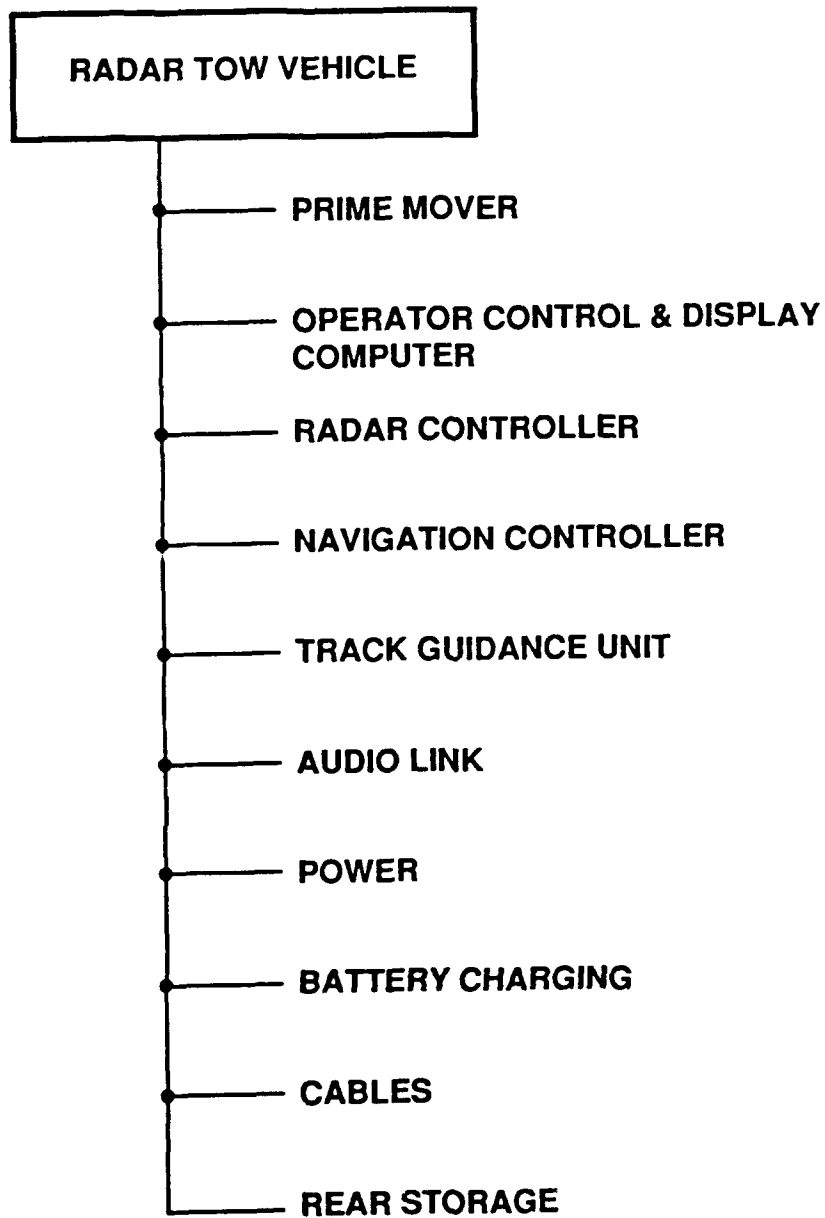 RADAR TOW VEHICLE
PRIME MOVER
OPERATOR CONTROL & DISPLAY
COMPUTER
RADAR CONTROLLER
NAVIGATION CONTROLLER
TRACK GUIDANCE UNIT
AUDIO LINK
POWER
BATTERY CHARGING
CABLES
REAR STORAGE